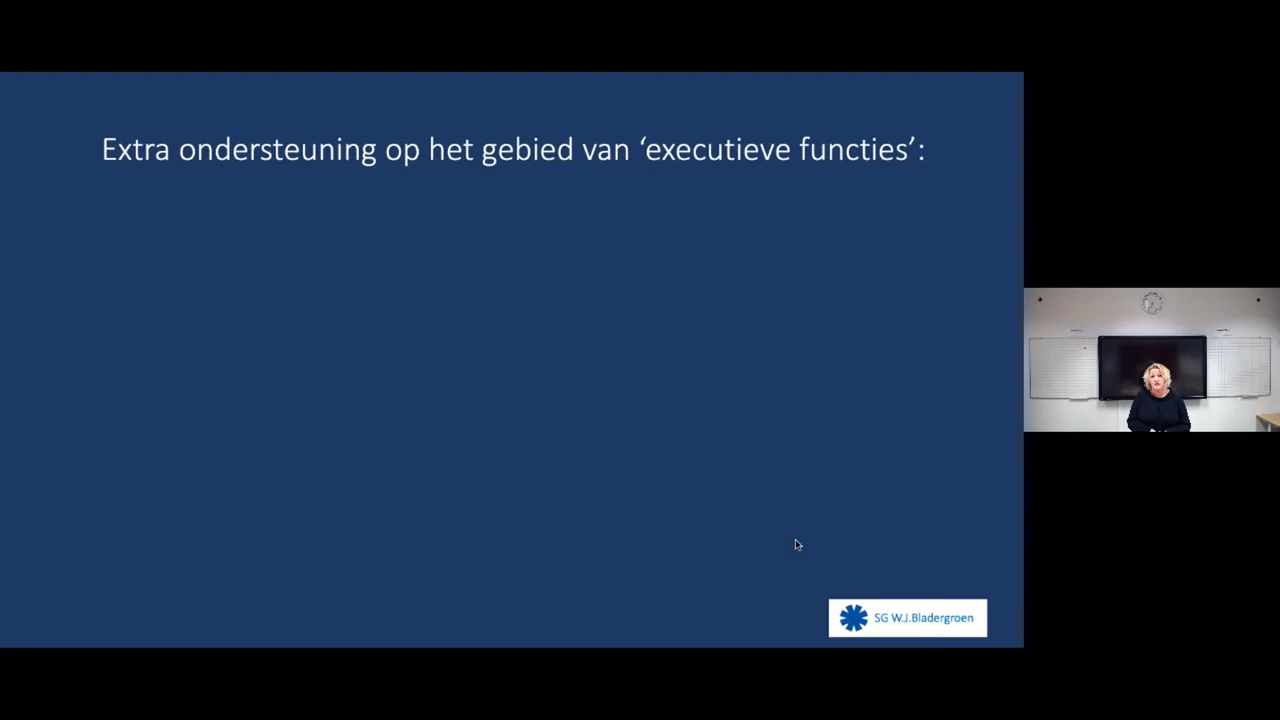 Extra ondersteuning op het gebied van ‘executieve functies’:
SG W.J.Bladergroen